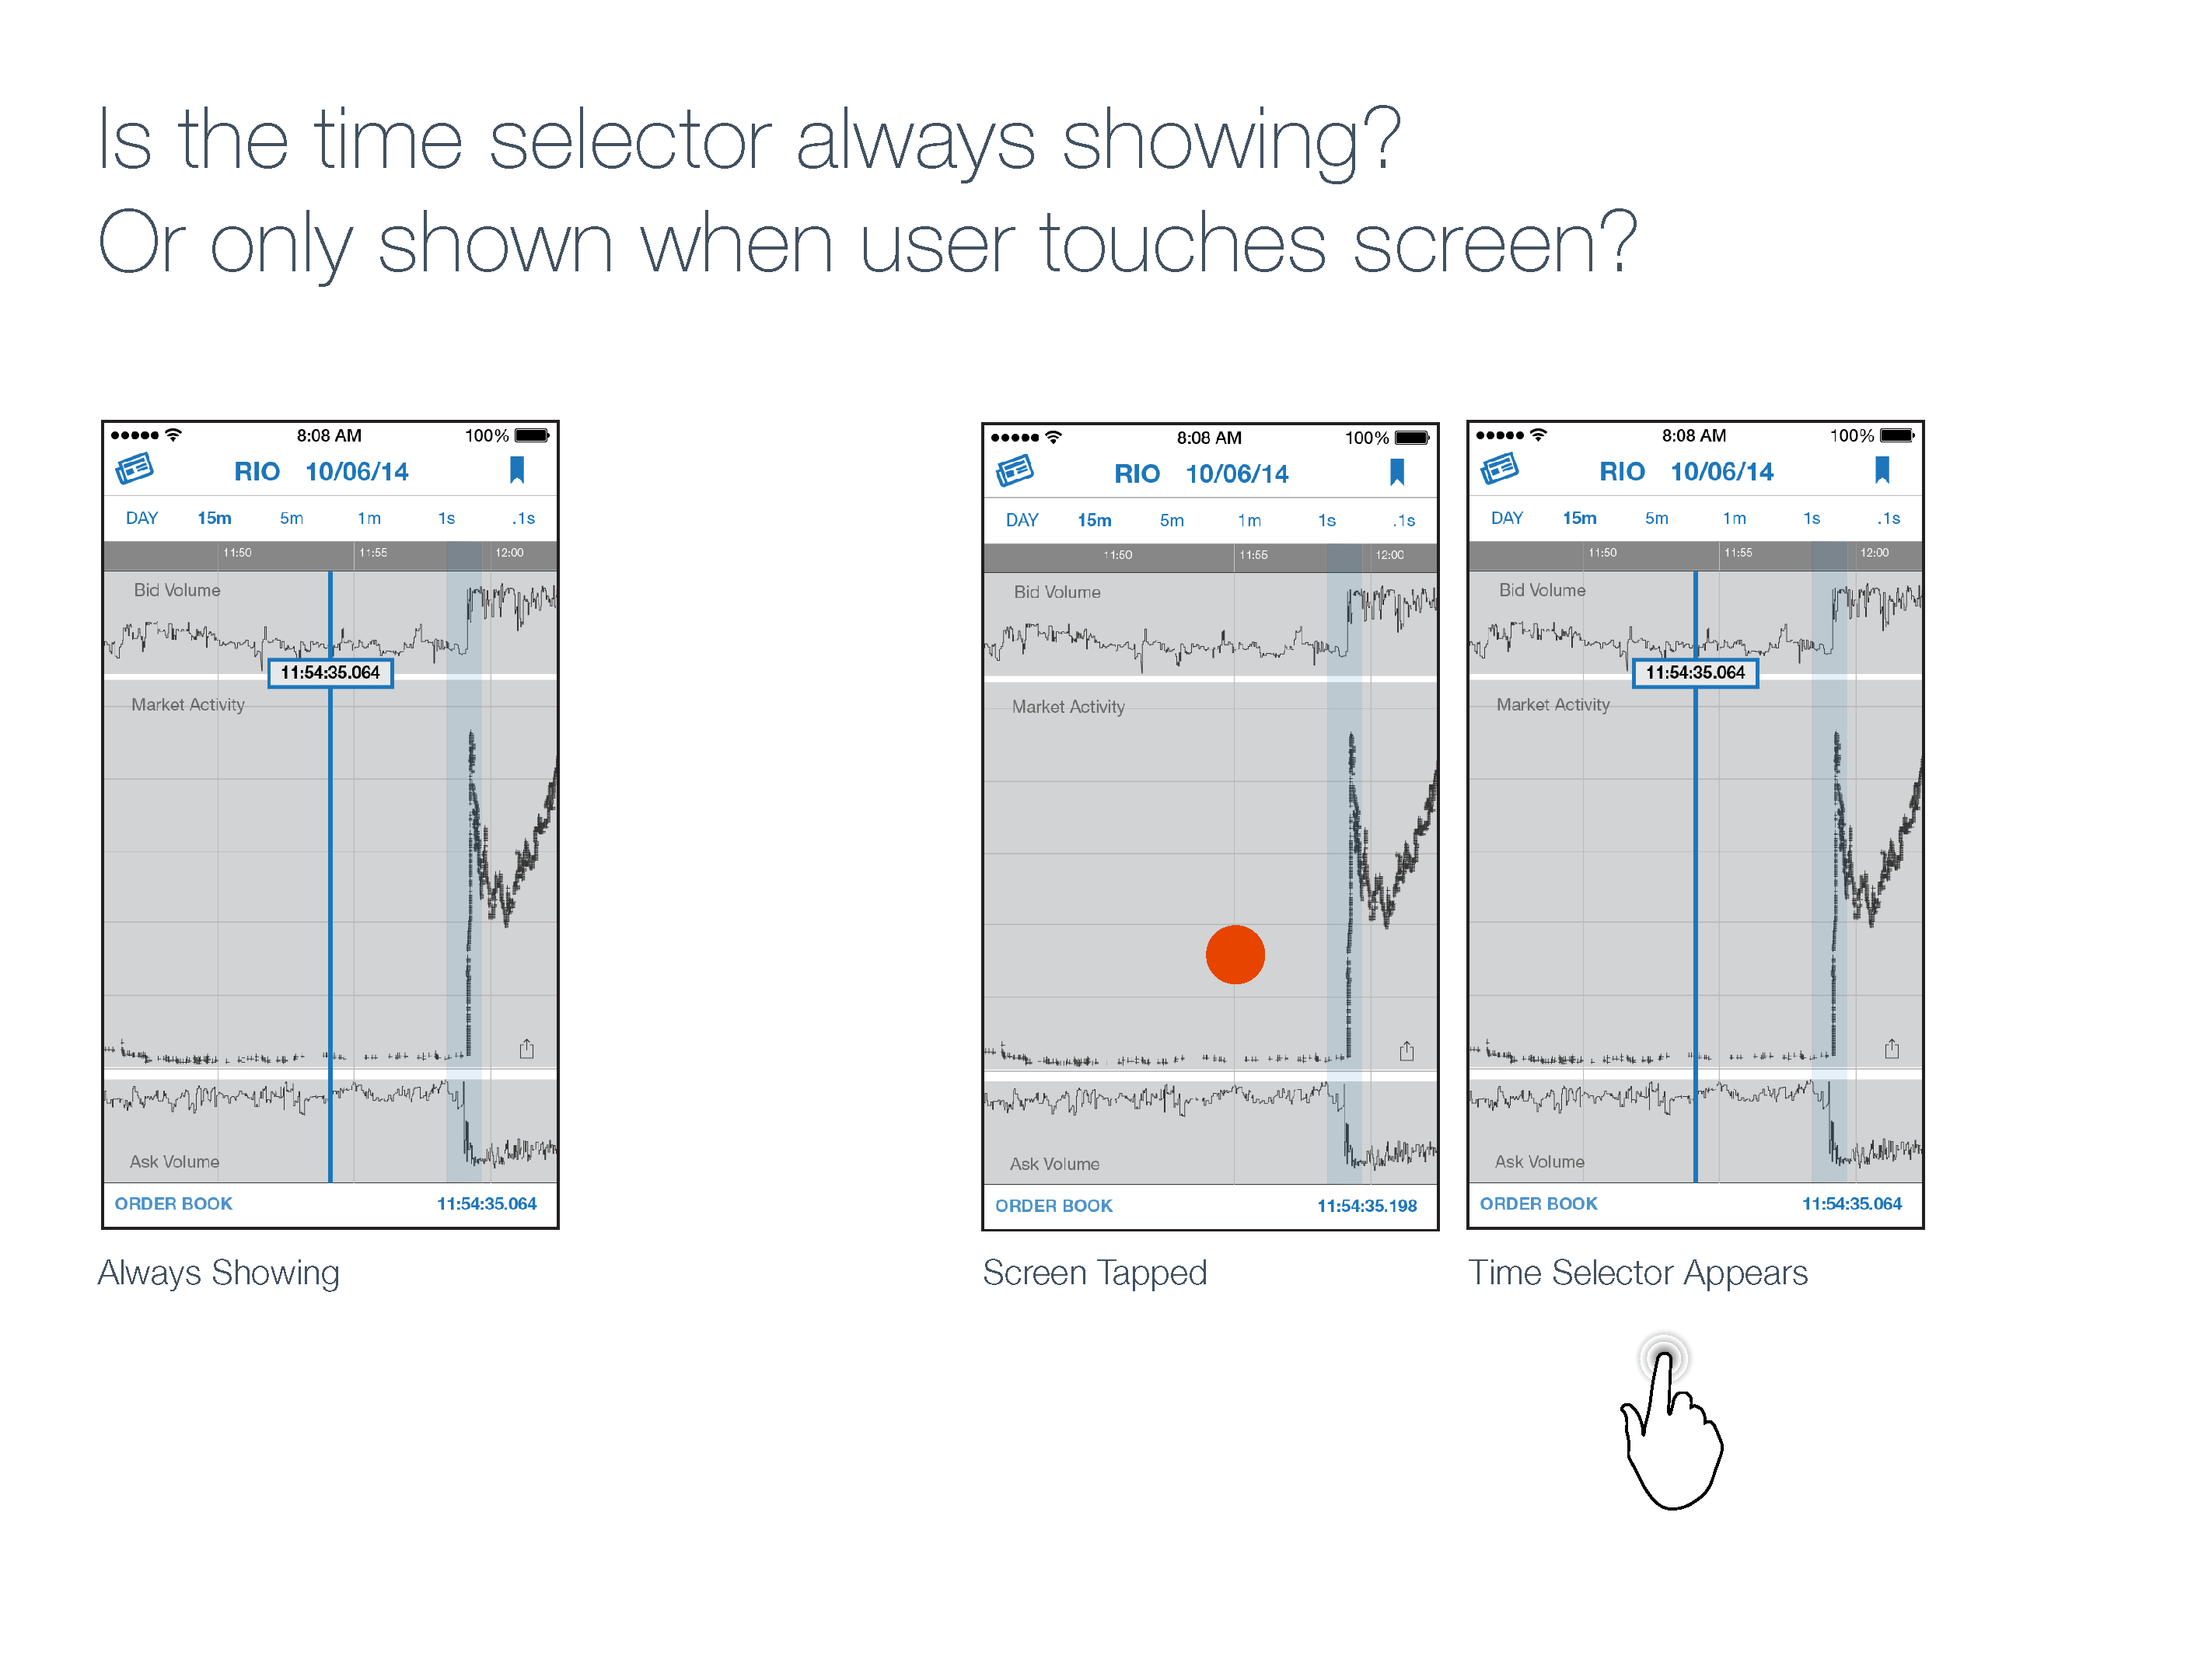 Is the time selector always showing?
Or only shown when user touches screen?
8:08 AM 100%
RIO 10/06/14
DAY 15m 5m 1m 1s .1s
11:50 11:55 12:00
Bid Volume
11:54:35.064
Market Activity
Ask Volume
ORDER BOOK 11:54:35.064
Always Showing
8:08 AM 100%
RIO 10/06/14
DAY 15m 5m 1m 1s .1s
11:50 11:55 12:00
Bid Volume
Market Activity
Ask Volume
ORDER BOOK 11:54:35.198
Screen Tapped
8:08 AM 100%
RIO 10/06/14
DAY 15m 5m 1m 1s .1s
11:50 11:55 12:00
Bid Volume
11:54:35.064
Market Activity
Ask Volume
ORDER BOOK 11:54:35.064
Time Selector Appears